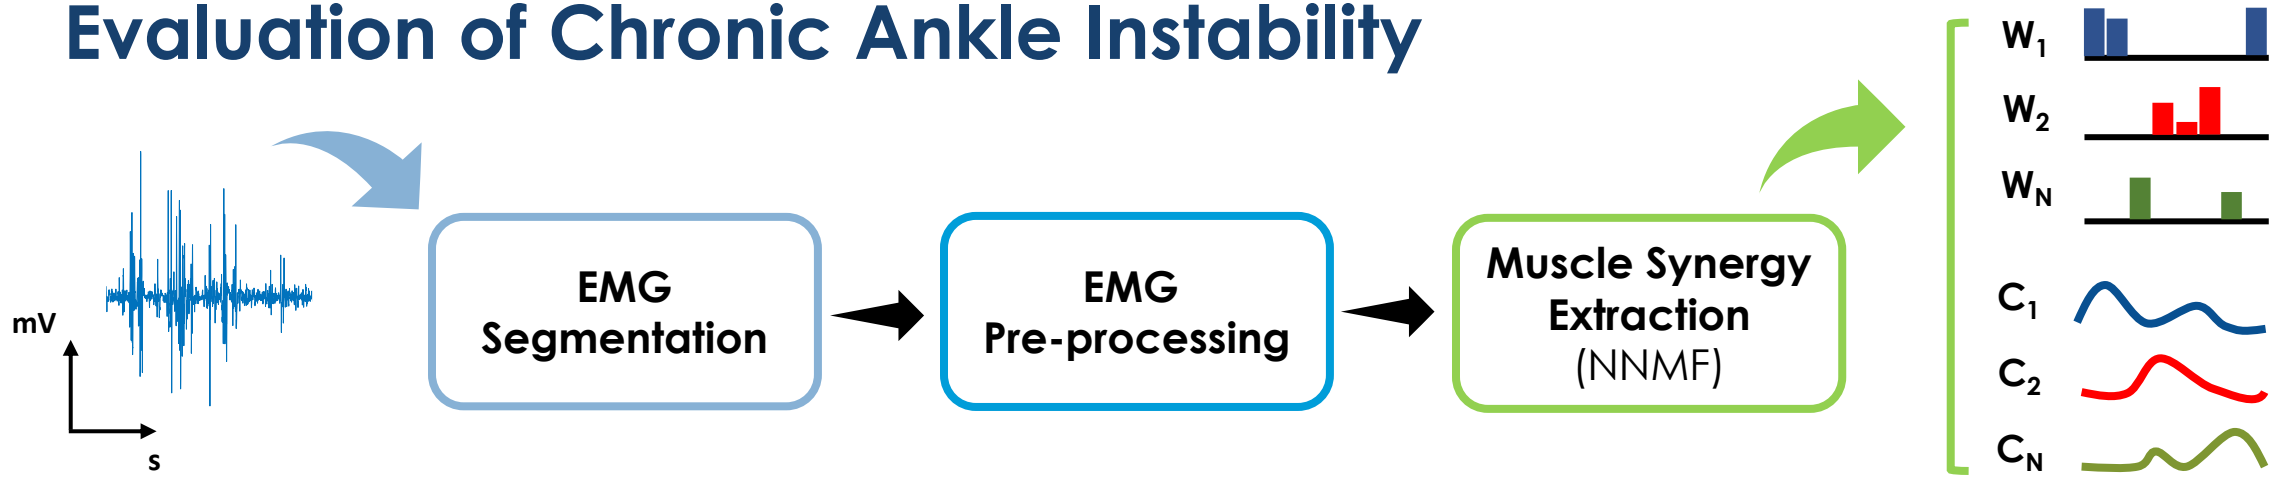 Evaluation of Chronic Ankle Instability
mV
s
EMG
Segmentation
EMG
Pre-processing
Muscle Synergy
Extraction
(NNMF)
W1
W2
WN
C1
C2
CN